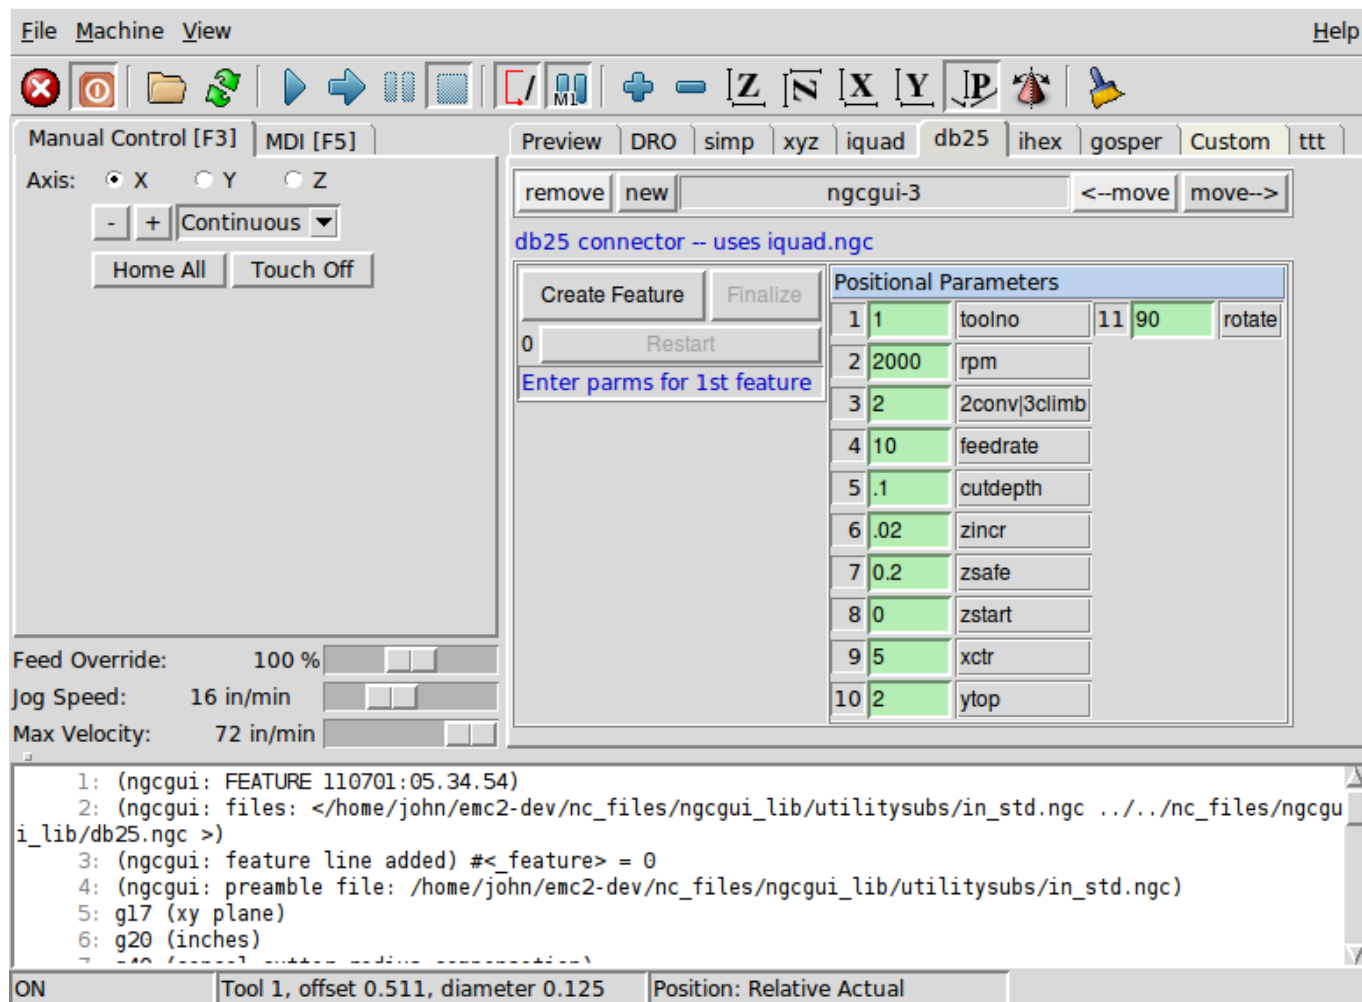 File Machine View Help
M1 Z N X Y P
Manual Control [F3] MDI [F5]
Preview DRO simp xyz iquad db25 ihex gosper Custom ttt
Axis: X Y Z
- + Continuous
Home All Touch Off
remove new ngcgui-3 <--move move-->
db25 connector -- uses iquad.ngc
Create Feature Finalize
0 Restart
Enter parms for 1st feature
Positional Parameters
1 1 toolno 11 90 rotate
2 2000 rpm
3 2 2conv|3climb
4 10 feedrate
5 .1 cutdepth
6 .02 zincr
7 0.2 zsafe
8 0 zstart
9 5 xctr
10 2 ytop
Feed Override: 100 %
Jog Speed: 16 in/min
Max Velocity: 72 in/min
1: (ngcgui: FEATURE 110701:05.34.54)
2: (ngcgui: files: </home/john/emc2-dev/nc_files/ngcgui_lib/utilitysubs/in_std.ngc ../../nc_files/ngcgu
i_lib/db25.ngc >)
3: (ngcgui: feature line added) #<_feature> = 0
4: (ngcgui: preamble file: /home/john/emc2-dev/nc_files/ngcgui_lib/utilitysubs/in_std.ngc)
5: g17 (xy plane)
6: g20 (inches)
7: g40 (cancel cutter radius compensation)
ON Tool 1, offset 0.511, diameter 0.125 Position: Relative Actual